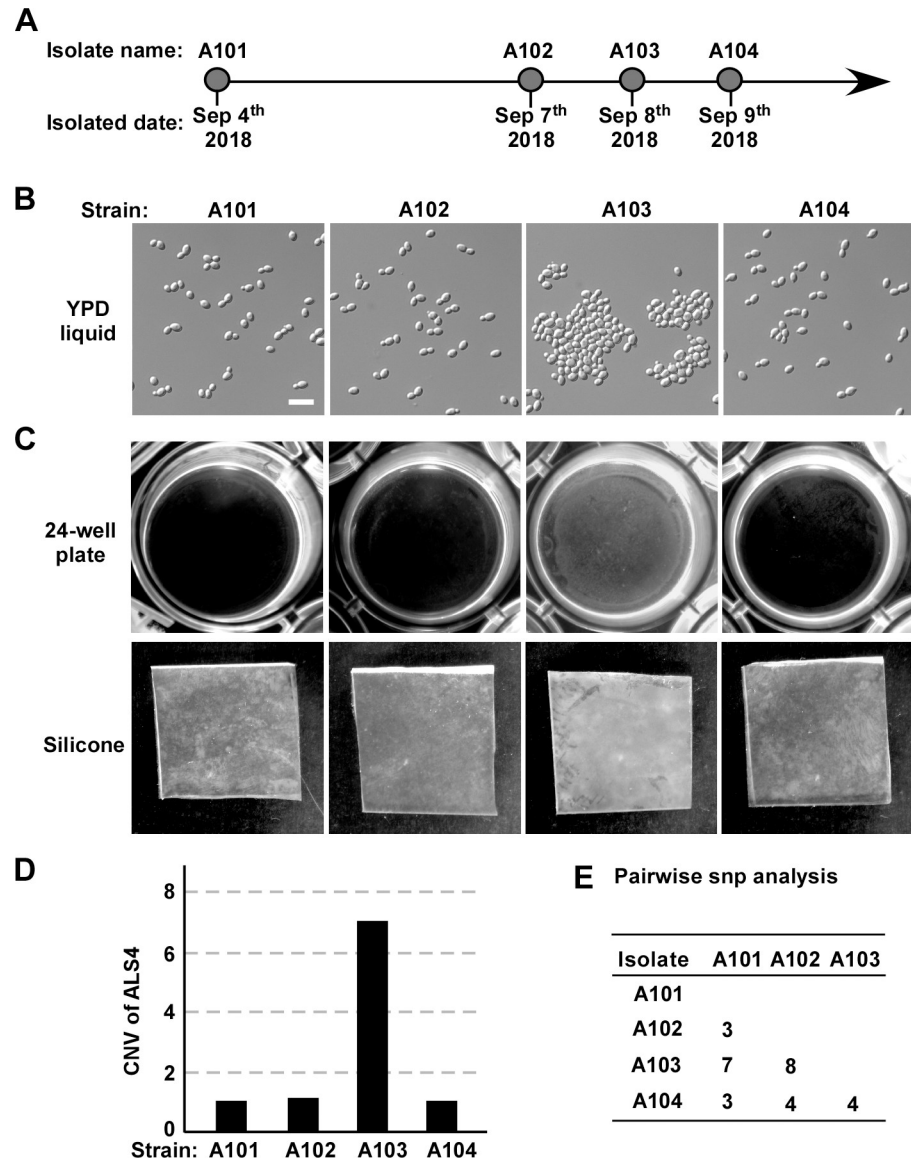 A
Isolate name: A101 A102 A103 A104
Isolated date: Sep 4th Sep 7th Sep 8th Sep 9th
2018 2018 2018 2018
B
Strain: A101 A102 A103 A104
YPD
liquid
C
24-well
plate
Silicone
D
CNV of ALS4
8
6
4
2
0
Strain: A101 A102 A103 A104
E Pairwise snp analysis
Isolate A101 A102 A103
A101
A102 3
A103 7 8
A104 3 4 4